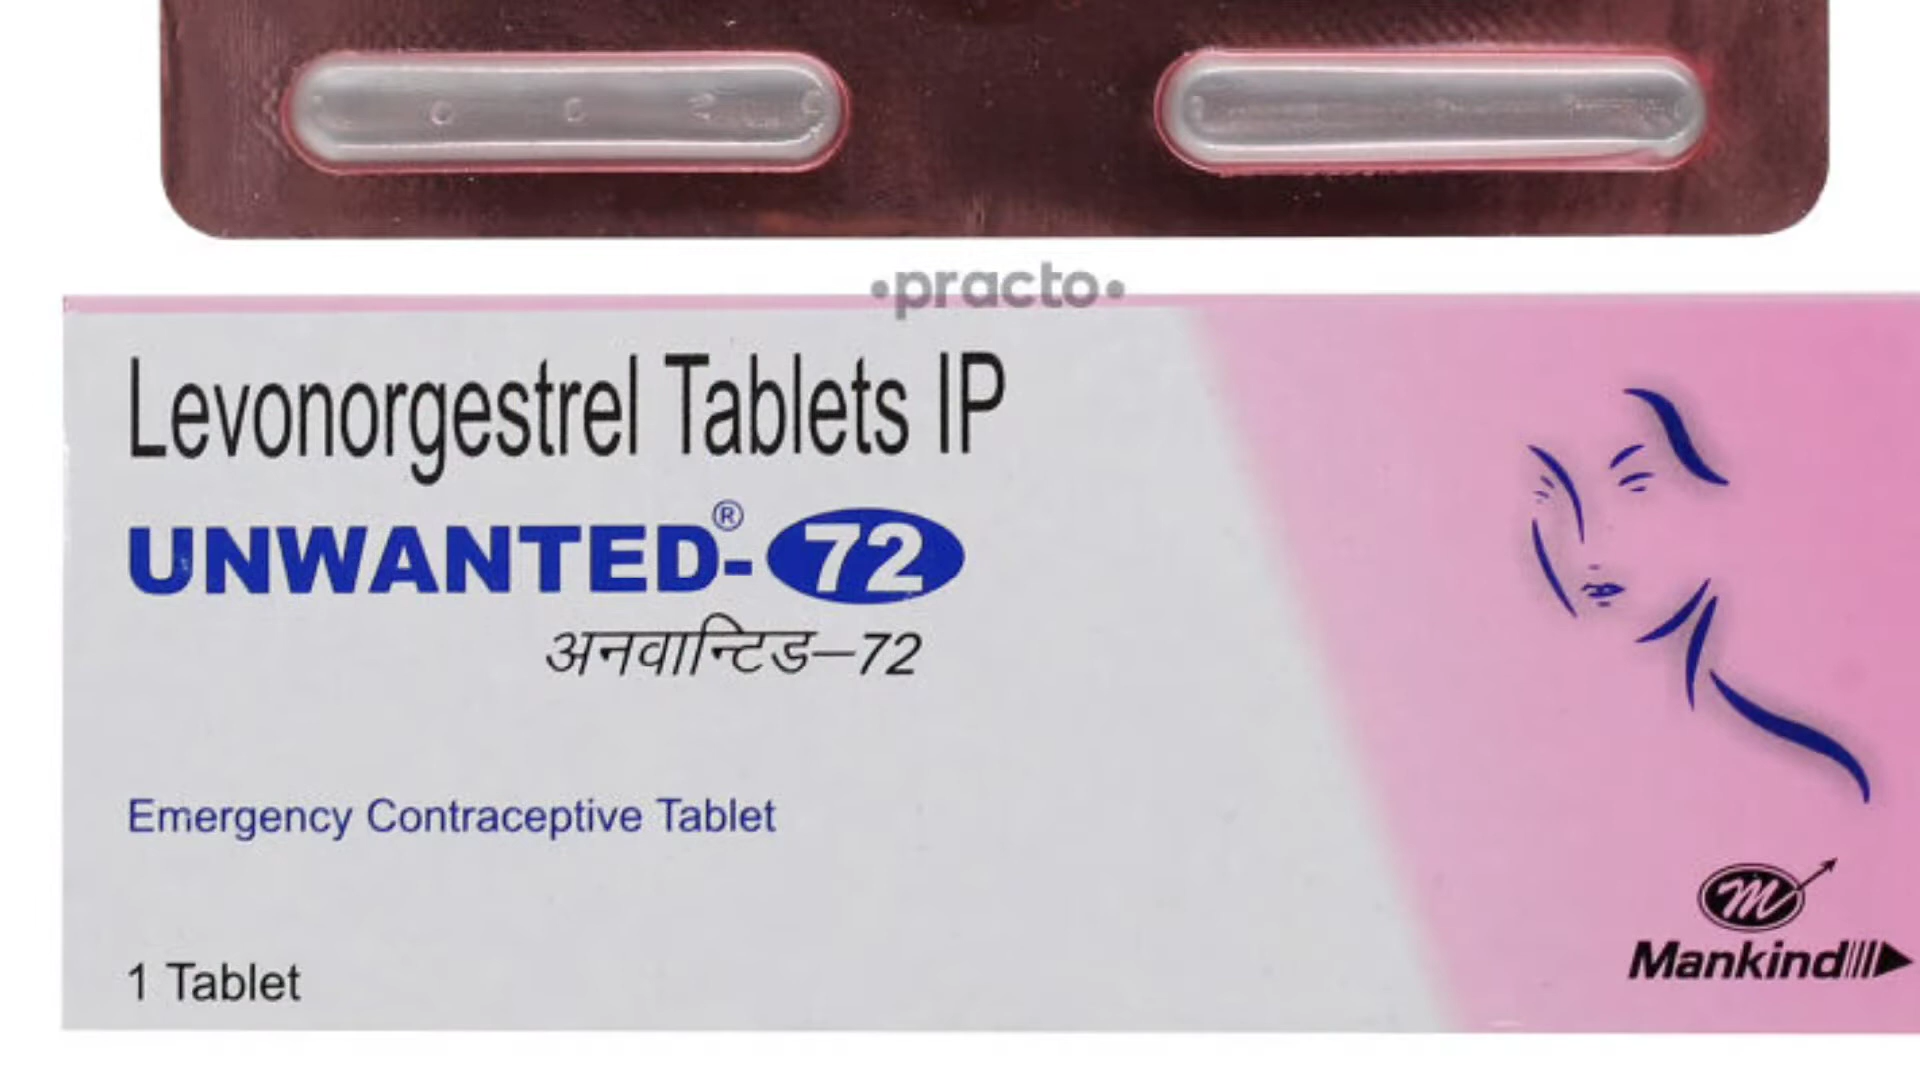 •practo•
Levonorgestrel Tablets IP
UNWANTED®-72
अनवान्टिड–72
Emergency Contraceptive Tablet
1 Tablet
Mankind